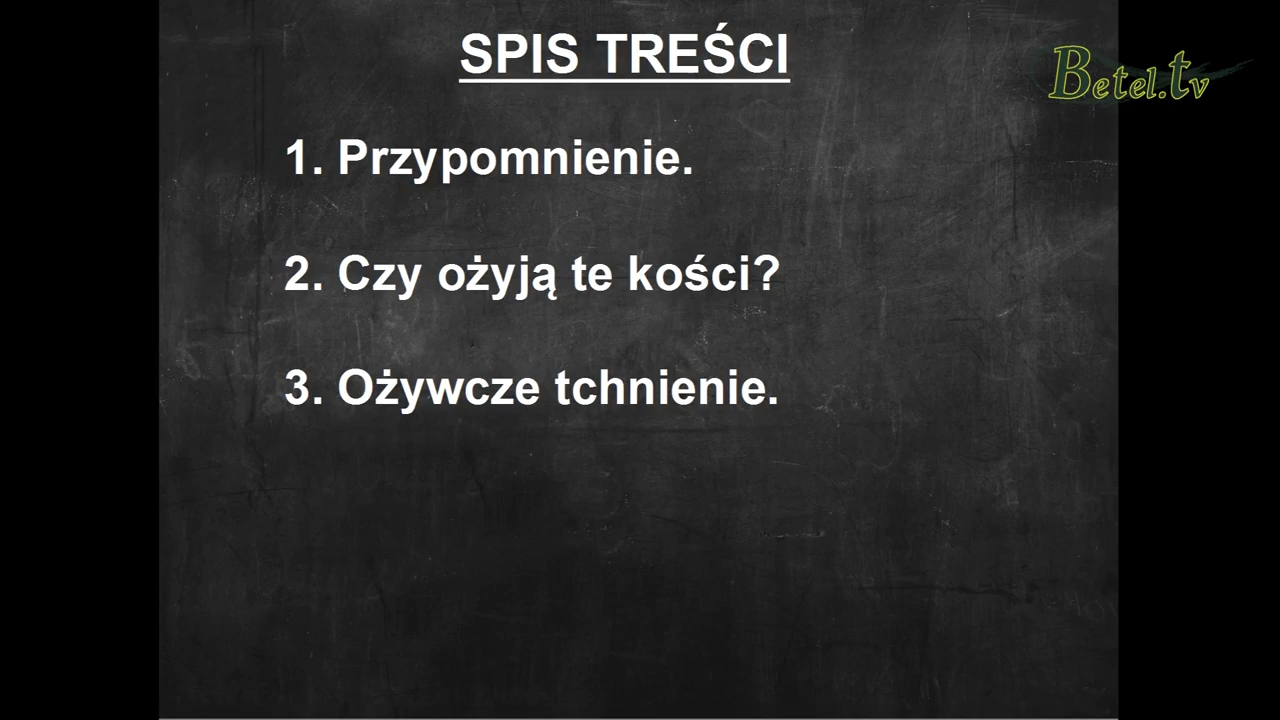 SPIS TREŚCI
Betel.tv
1. Przypomnienie.
2. Czy ożyją te kości?
3. Ożywcze tchnienie.